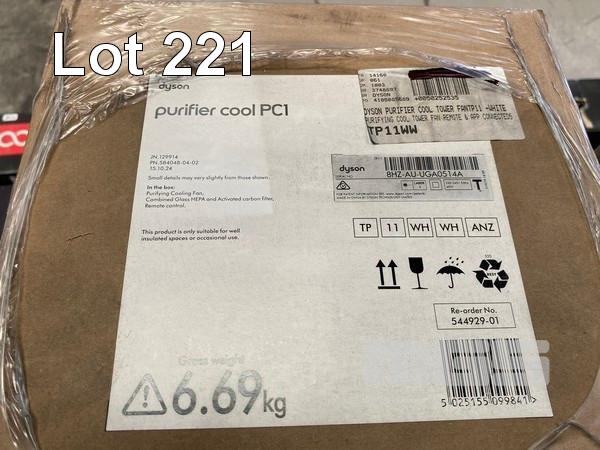 Lot 221
dyson
purifier cool PC1
JN.129914
PN.584048-04-02
15.10.24
Small details may vary slightly from those shown.
In the box:
Purifying Cooling Fan,
Combined Glass HEPA and Activated carbon filter,
Remote control.
This product is only suitable for well
insulated spaces or occasional use.
DYSON PURIFIER COOL TOWER FANTP11 -WHITE
PURIFYING COOL TOWER FAN REMOTE & APP CONNECTEDS
TP11WW
dyson
SERIAL NO.
8HZ-AU-UGA0514A
TP 11 WH WH ANZ
Re-order No.
544929-01
Gross weight
6.69kg
5 025155 099841 >